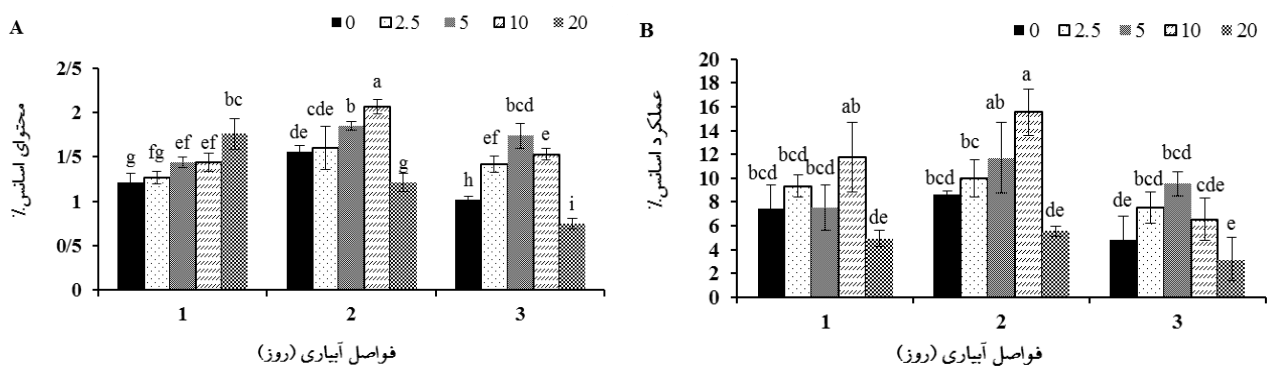 A
0 2.5 5 10 20
محتوای اسانس٪
2/5
2
1/5
1
0/5
0
g fg ef ef bc
de cde b a g
h ef bcd e i
1 2 3
فواصل آبیاری (روز)
B
0 2.5 5 10 20
عملکرد اسانس٪
20
18
16
14
12
10
8
6
4
2
0
bcd bcd bcd ab de
bcd bc ab a de
de bcd bcd cde e
1 2 3
فواصل آبیاری (روز)